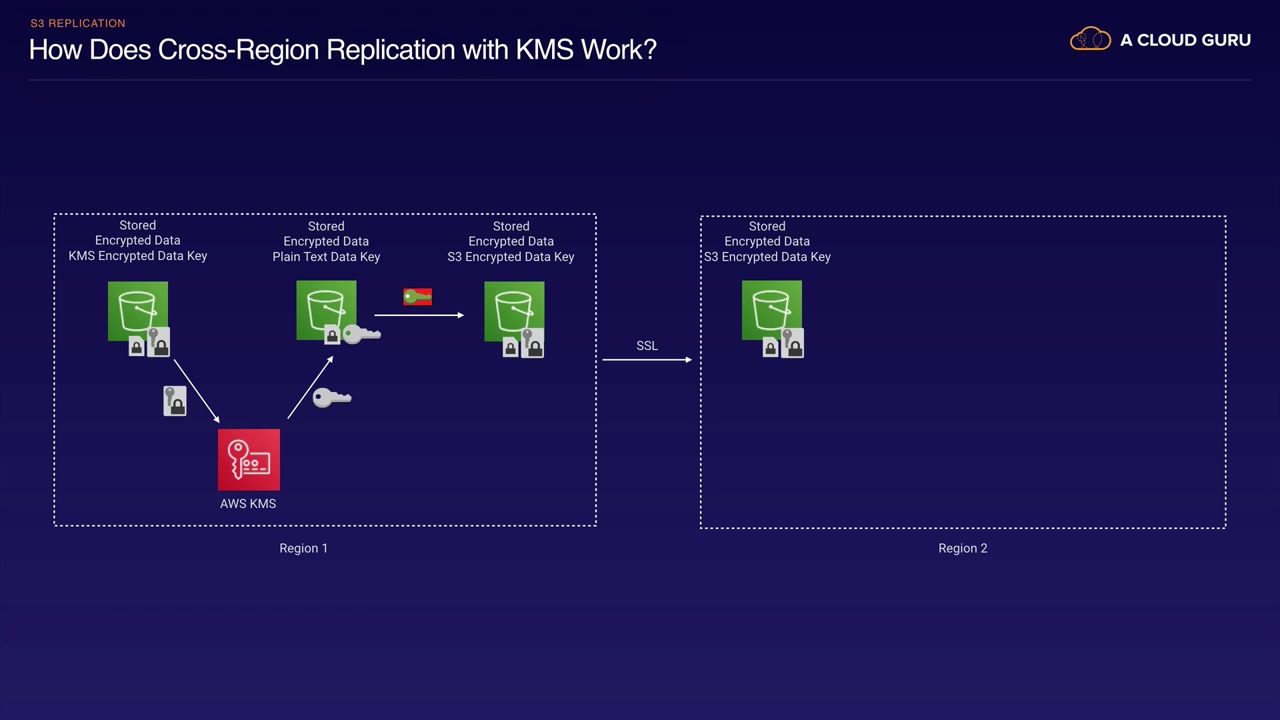 S3 REPLICATION
How Does Cross-Region Replication with KMS Work?
A CLOUD GURU
Stored
Encrypted Data
KMS Encrypted Data Key
Stored
Encrypted Data
Plain Text Data Key
Stored
Encrypted Data
S3 Encrypted Data Key
AWS KMS
Region 1
SSL
Stored
Encrypted Data
S3 Encrypted Data Key
Region 2